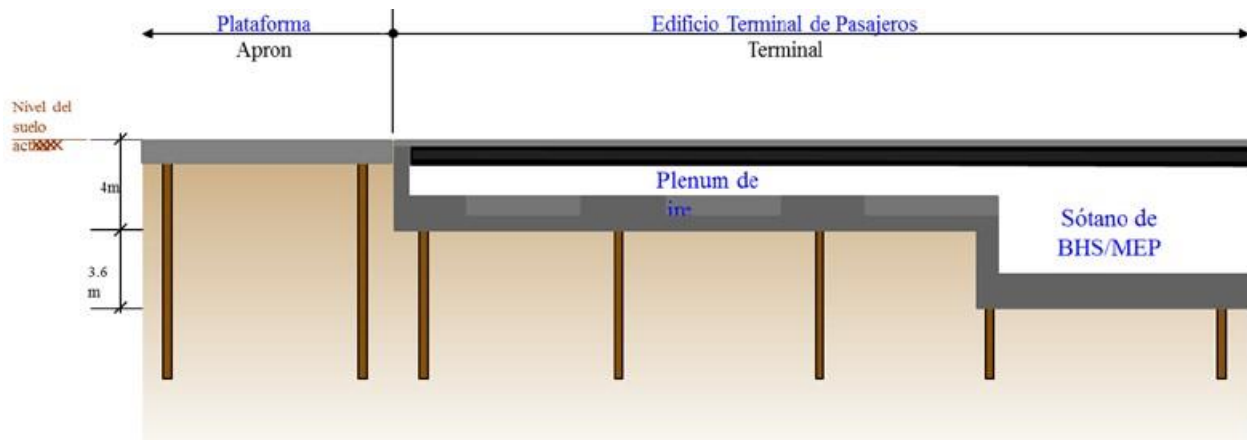 Plataforma
Apron
Edificio Terminal de Pasajeros
Terminal
Nivel del
suelo
4m
Plenum de
Sótano de
BHS/MEP
3.6
m